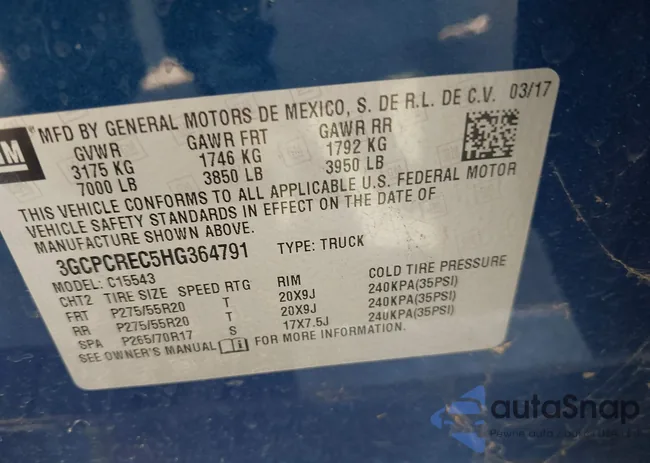 GM
MFD BY GENERAL MOTORS DE MEXICO, S. DE R.L. DE C.V. 03/17
GVWR GAWR FRT GAWR RR
3175 KG 1746 KG 1792 KG
7000 LB 3850 LB 3950 LB
THIS VEHICLE CONFORMS TO ALL APPLICABLE U.S. FEDERAL MOTOR
VEHICLE SAFETY STANDARDS IN EFFECT ON THE DATE OF
MANUFACTURE SHOWN ABOVE.
3GCPCREC5HG364791 TYPE: TRUCK
MODEL: C15543
CHT2 TIRE SIZE SPEED RTG RIM COLD TIRE PRESSURE
FRT P275/55R20 T 20X9J 240KPA(35PSI)
RR P275/55R20 T 20X9J 240KPA(35PSI)
SPA P265/70R17 S 17X7.5J 240KPA(35PSI)
SEE OWNER'S MANUAL FOR MORE INFORMATION.
autaSnap